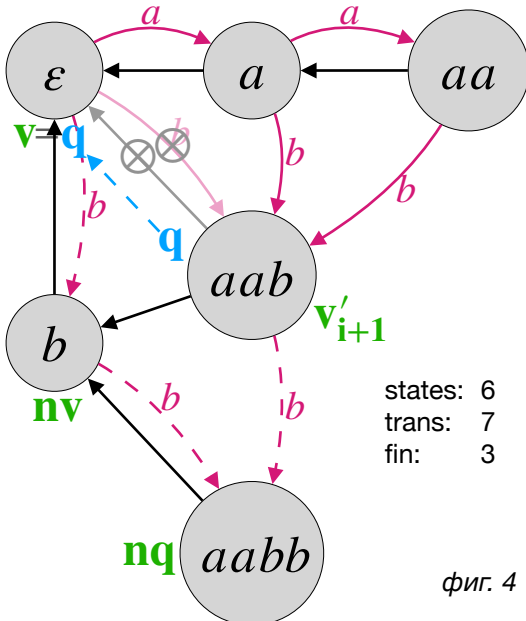 a a
ε a aa
v=q b b b
b
q
aab
v′i+1
b
nv
b b
states: 6
trans: 7
fin: 3
nq aabb
фиг. 4